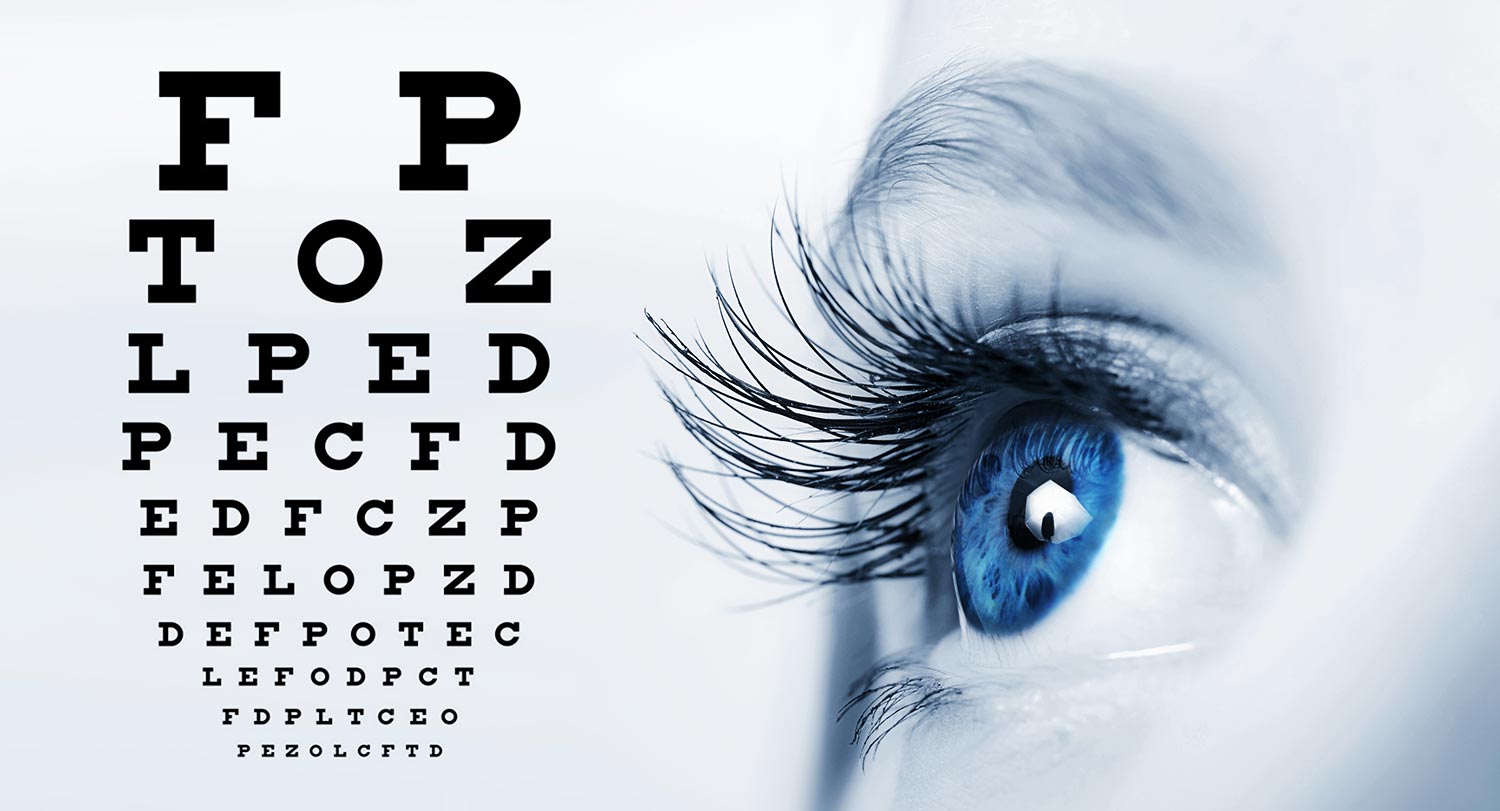 F P
T O Z
L P E D
P E C F D
E D F C Z P
F E L O P Z D
D E F P O T E C
L E F O D P C T
F D P L T C E O
P E Z O L C F T D